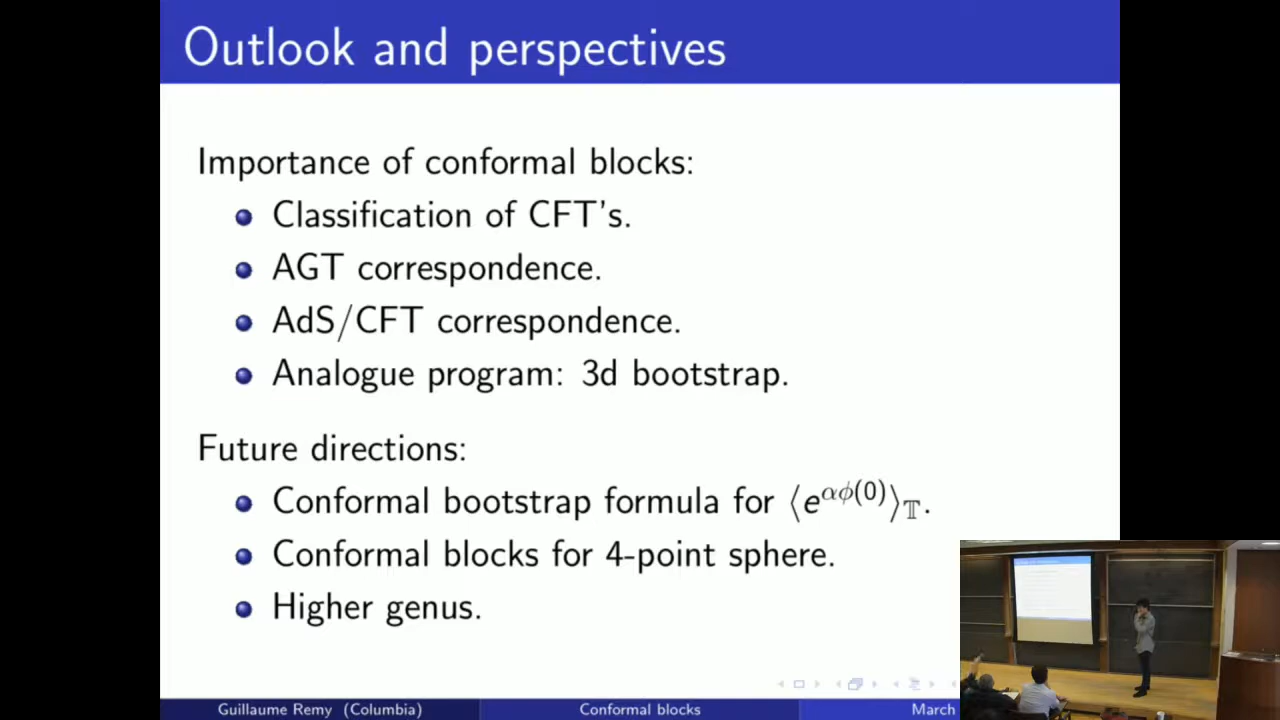 Outlook and perspectives
Importance of conformal blocks:
Classification of CFT's.
AGT correspondence.
AdS/CFT correspondence.
Analogue program: 3d bootstrap.
Future directions:
Conformal bootstrap formula for ⟨e^{αφ(0)}⟩_𝕋.
Conformal blocks for 4-point sphere.
Higher genus.
Guillaume Remy (Columbia) Conformal blocks March